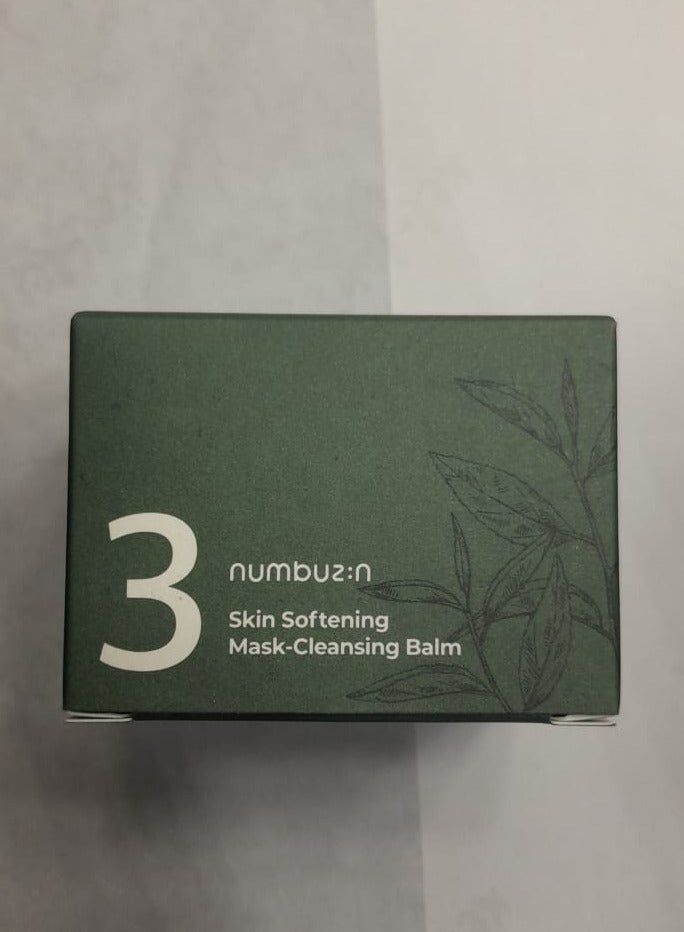 3
numbuz:n
Skin Softening
Mask-Cleansing Balm